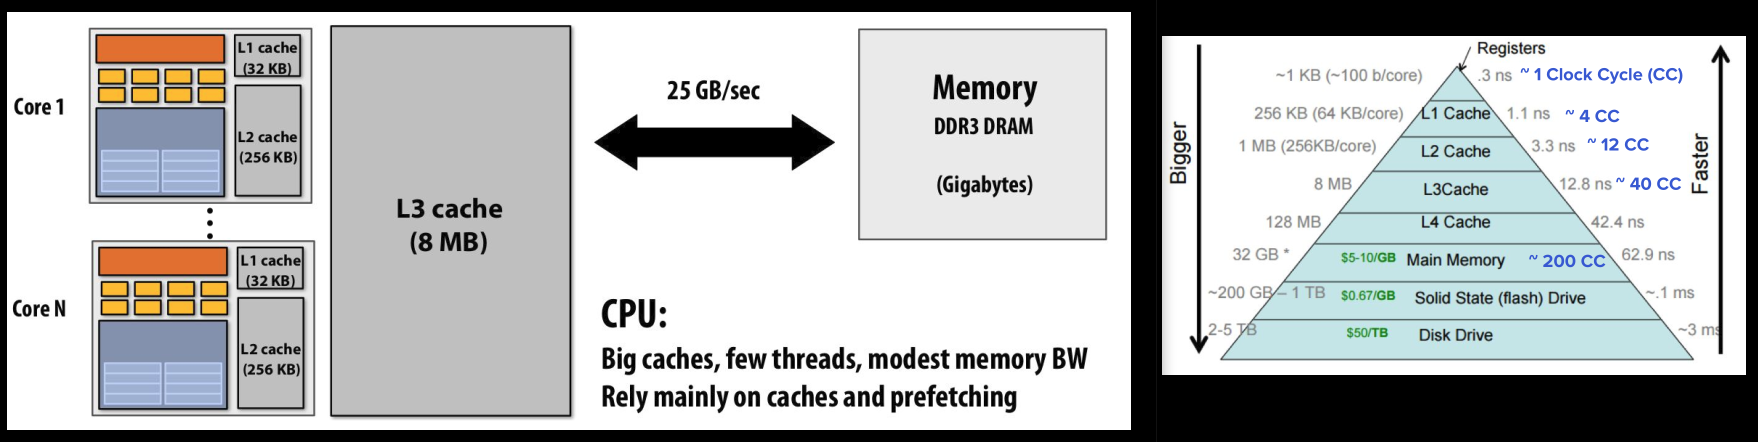 Core 1
L1 cache
(32 KB)
L2 cache
(256 KB)
Core N
L1 cache
(32 KB)
L2 cache
(256 KB)
L3 cache
(8 MB)
25 GB/sec
Memory
DDR3 DRAM
(Gigabytes)
CPU:
Big caches, few threads, modest memory BW
Rely mainly on caches and prefetching
Bigger
Faster
Registers
~1 KB (~100 b/core) .3 ns ~ 1 Clock Cycle (CC)
256 KB (64 KB/core) L1 Cache 1.1 ns ~ 4 CC
1 MB (256KB/core) L2 Cache 3.3 ns ~ 12 CC
8 MB L3Cache 12.8 ns ~ 40 CC
128 MB L4 Cache 42.4 ns
32 GB * $5-10/GB Main Memory ~ 200 CC 62.9 ns
~200 GB – 1 TB $0.67/GB Solid State (flash) Drive ~.1 ms
2-5 TB $50/TB Disk Drive ~3 ms